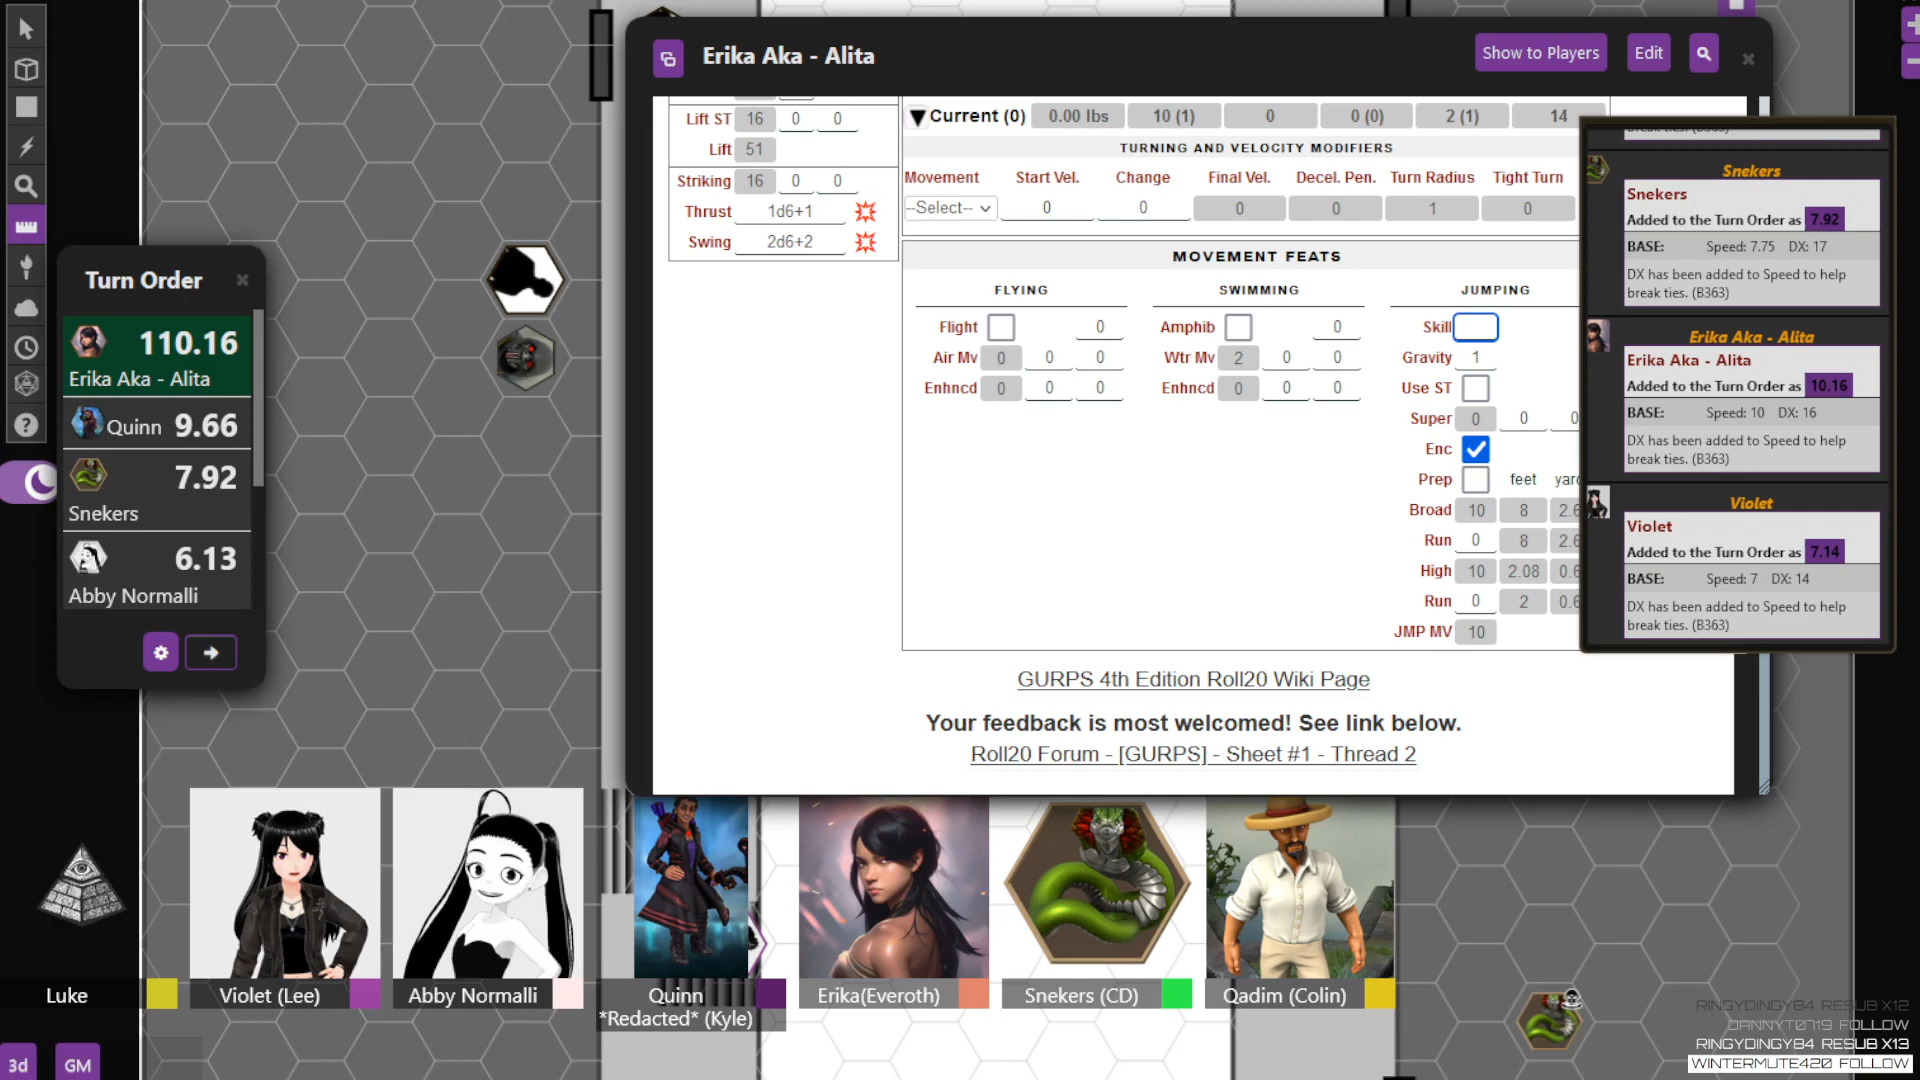 Erika Aka - Alita
Show to Players
Edit
Lift ST 16 0 0
Lift 51
Striking 16 0 0
Thrust 1d6+1
Swing 2d6+2
Current (0) 0.00 lbs 10 (1) 0 0 (0) 2 (1) 14
TURNING AND VELOCITY MODIFIERS
Movement Start Vel. Change Final Vel. Decel. Pen. Turn Radius Tight Turn
--Select-- 0 0 0 0 1 0
MOVEMENT FEATS
FLYING
Flight 0
Air Mv 0 0 0
Enhncd 0 0 0
SWIMMING
Amphib 0
Wtr Mv 2 0 0
Enhncd 0 0 0
JUMPING
Skill
Gravity 1
Use ST
Super 0 0 0
Enc
Prep feet yard
Broad 10 8 2.6
Run 0 8 2.6
High 10 2.08 0.6
Run 0 2 0.6
JMP MV 10
GURPS 4th Edition Roll20 Wiki Page
Your feedback is most welcomed! See link below.
Roll20 Forum - [GURPS] - Sheet #1 - Thread 2
break ties. (B363)
Snekers
Snekers
Added to the Turn Order as 7.92
BASE: Speed: 7.75 DX: 17
DX has been added to Speed to help
break ties. (B363)
Erika Aka - Alita
Erika Aka - Alita
Added to the Turn Order as 10.16
BASE: Speed: 10 DX: 16
DX has been added to Speed to help
break ties. (B363)
Violet
Violet
Added to the Turn Order as 7.14
BASE: Speed: 7 DX: 14
DX has been added to Speed to help
break ties. (B363)
Turn Order
110.16
Erika Aka - Alita
Quinn 9.66
7.92
Snekers
6.13
Abby Normalli
Luke
Violet (Lee)
Abby Normalli
Quinn
*Redacted* (Kyle)
Erika(Everoth)
Snekers (CD)
Qadim (Colin)
3d
GM
RINGYDINGY84 RESUB X12
DANNYT0719 FOLLOW
RINGYDINGY84 RESUB X13
WINTERMUTE420 FOLLOW